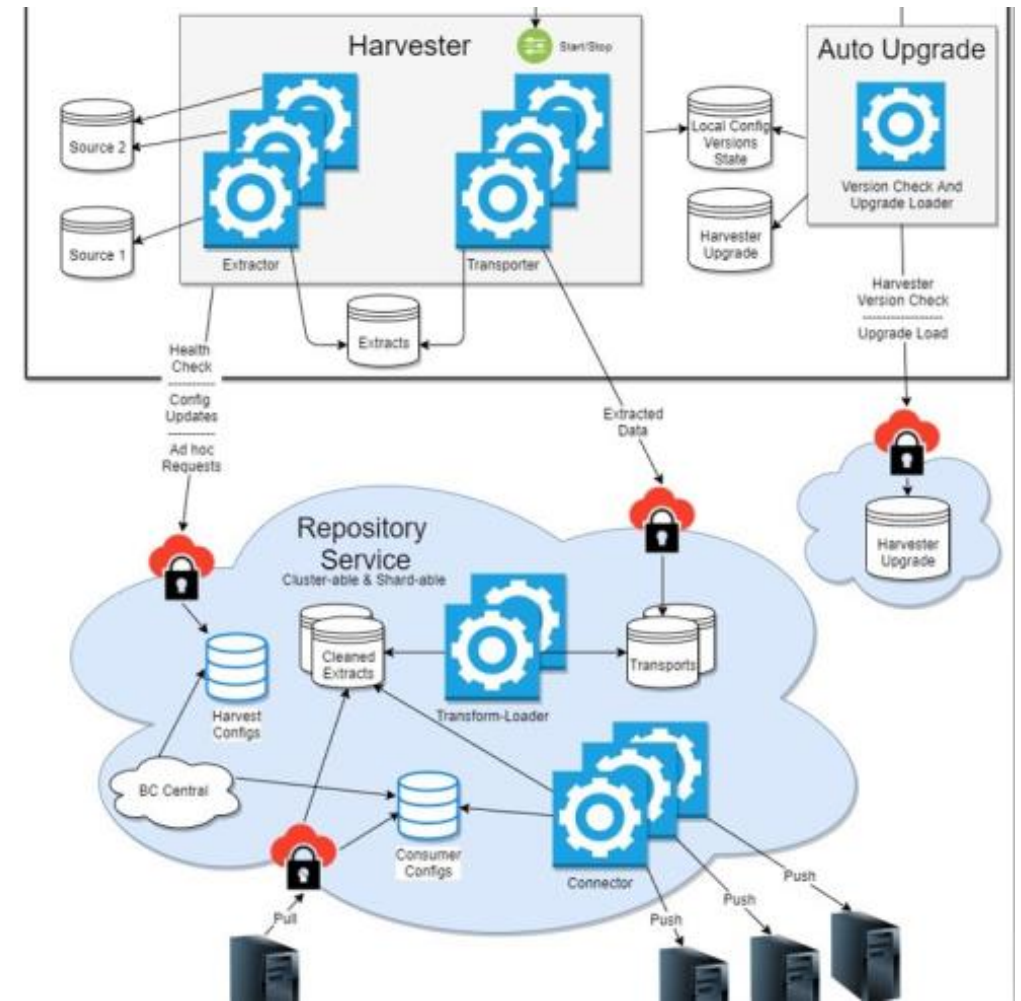 Harvester
Start/Stop
Auto Upgrade
Source 2
Local Config
Versions
State
Version Check And
Upgrade Loader
Source 1
Harvester
Upgrade
Extractor
Transporter
Extracts
Harvester
Version Check
----------------
Upgrade Load
Health
Check
------------
Config
Updates
------------
Ad hoc
Requests
Extracted
Data
Repository
Service
Cluster-able & Shard-able
Harvester
Upgrade
Cleaned
Extracts
Transports
Transform-Loader
Harvest
Configs
BC Central
Consumer
Configs
Connector
Pull
Push
Push
Push